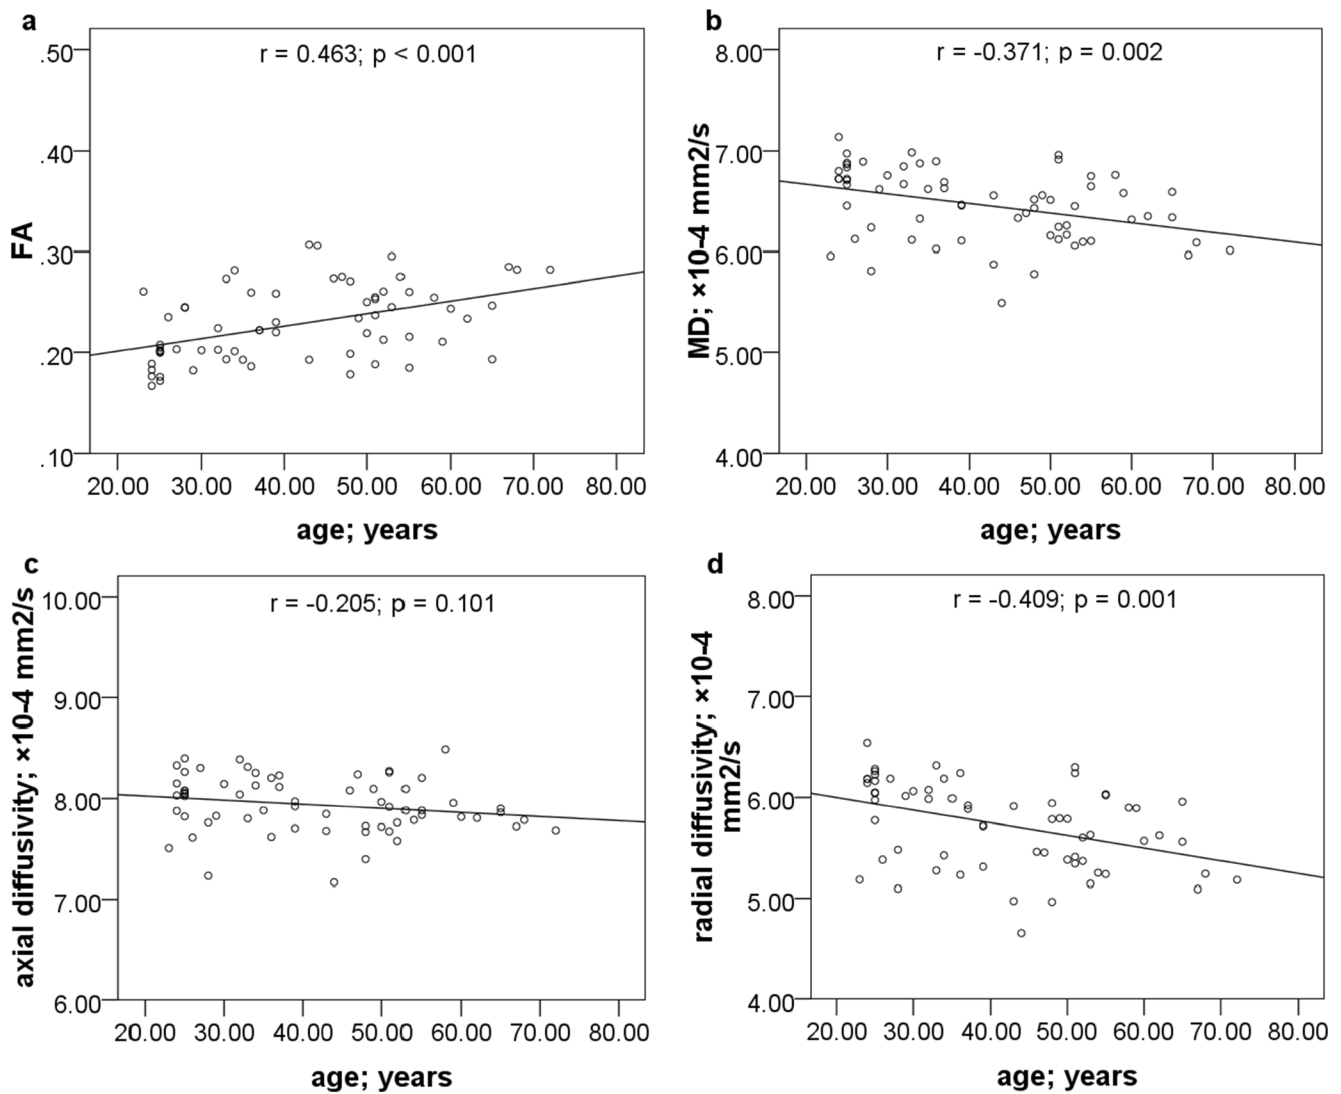 a
r = 0.463; p < 0.001
.50
.40
.30
.20
.10
FA
20.00 30.00 40.00 50.00 60.00 70.00 80.00
age; years
b
r = -0.371; p = 0.002
8.00
7.00
6.00
5.00
4.00
MD; ×10-4 mm2/s
20.00 30.00 40.00 50.00 60.00 70.00 80.00
age; years
c
r = -0.205; p = 0.101
10.00
9.00
8.00
7.00
6.00
axial diffusivity; ×10-4 mm2/s
20.00 30.00 40.00 50.00 60.00 70.00 80.00
age; years
d
r = -0.409; p = 0.001
8.00
7.00
6.00
5.00
4.00
radial diffusivity; ×10-4
mm2/s
20.00 30.00 40.00 50.00 60.00 70.00 80.00
age; years